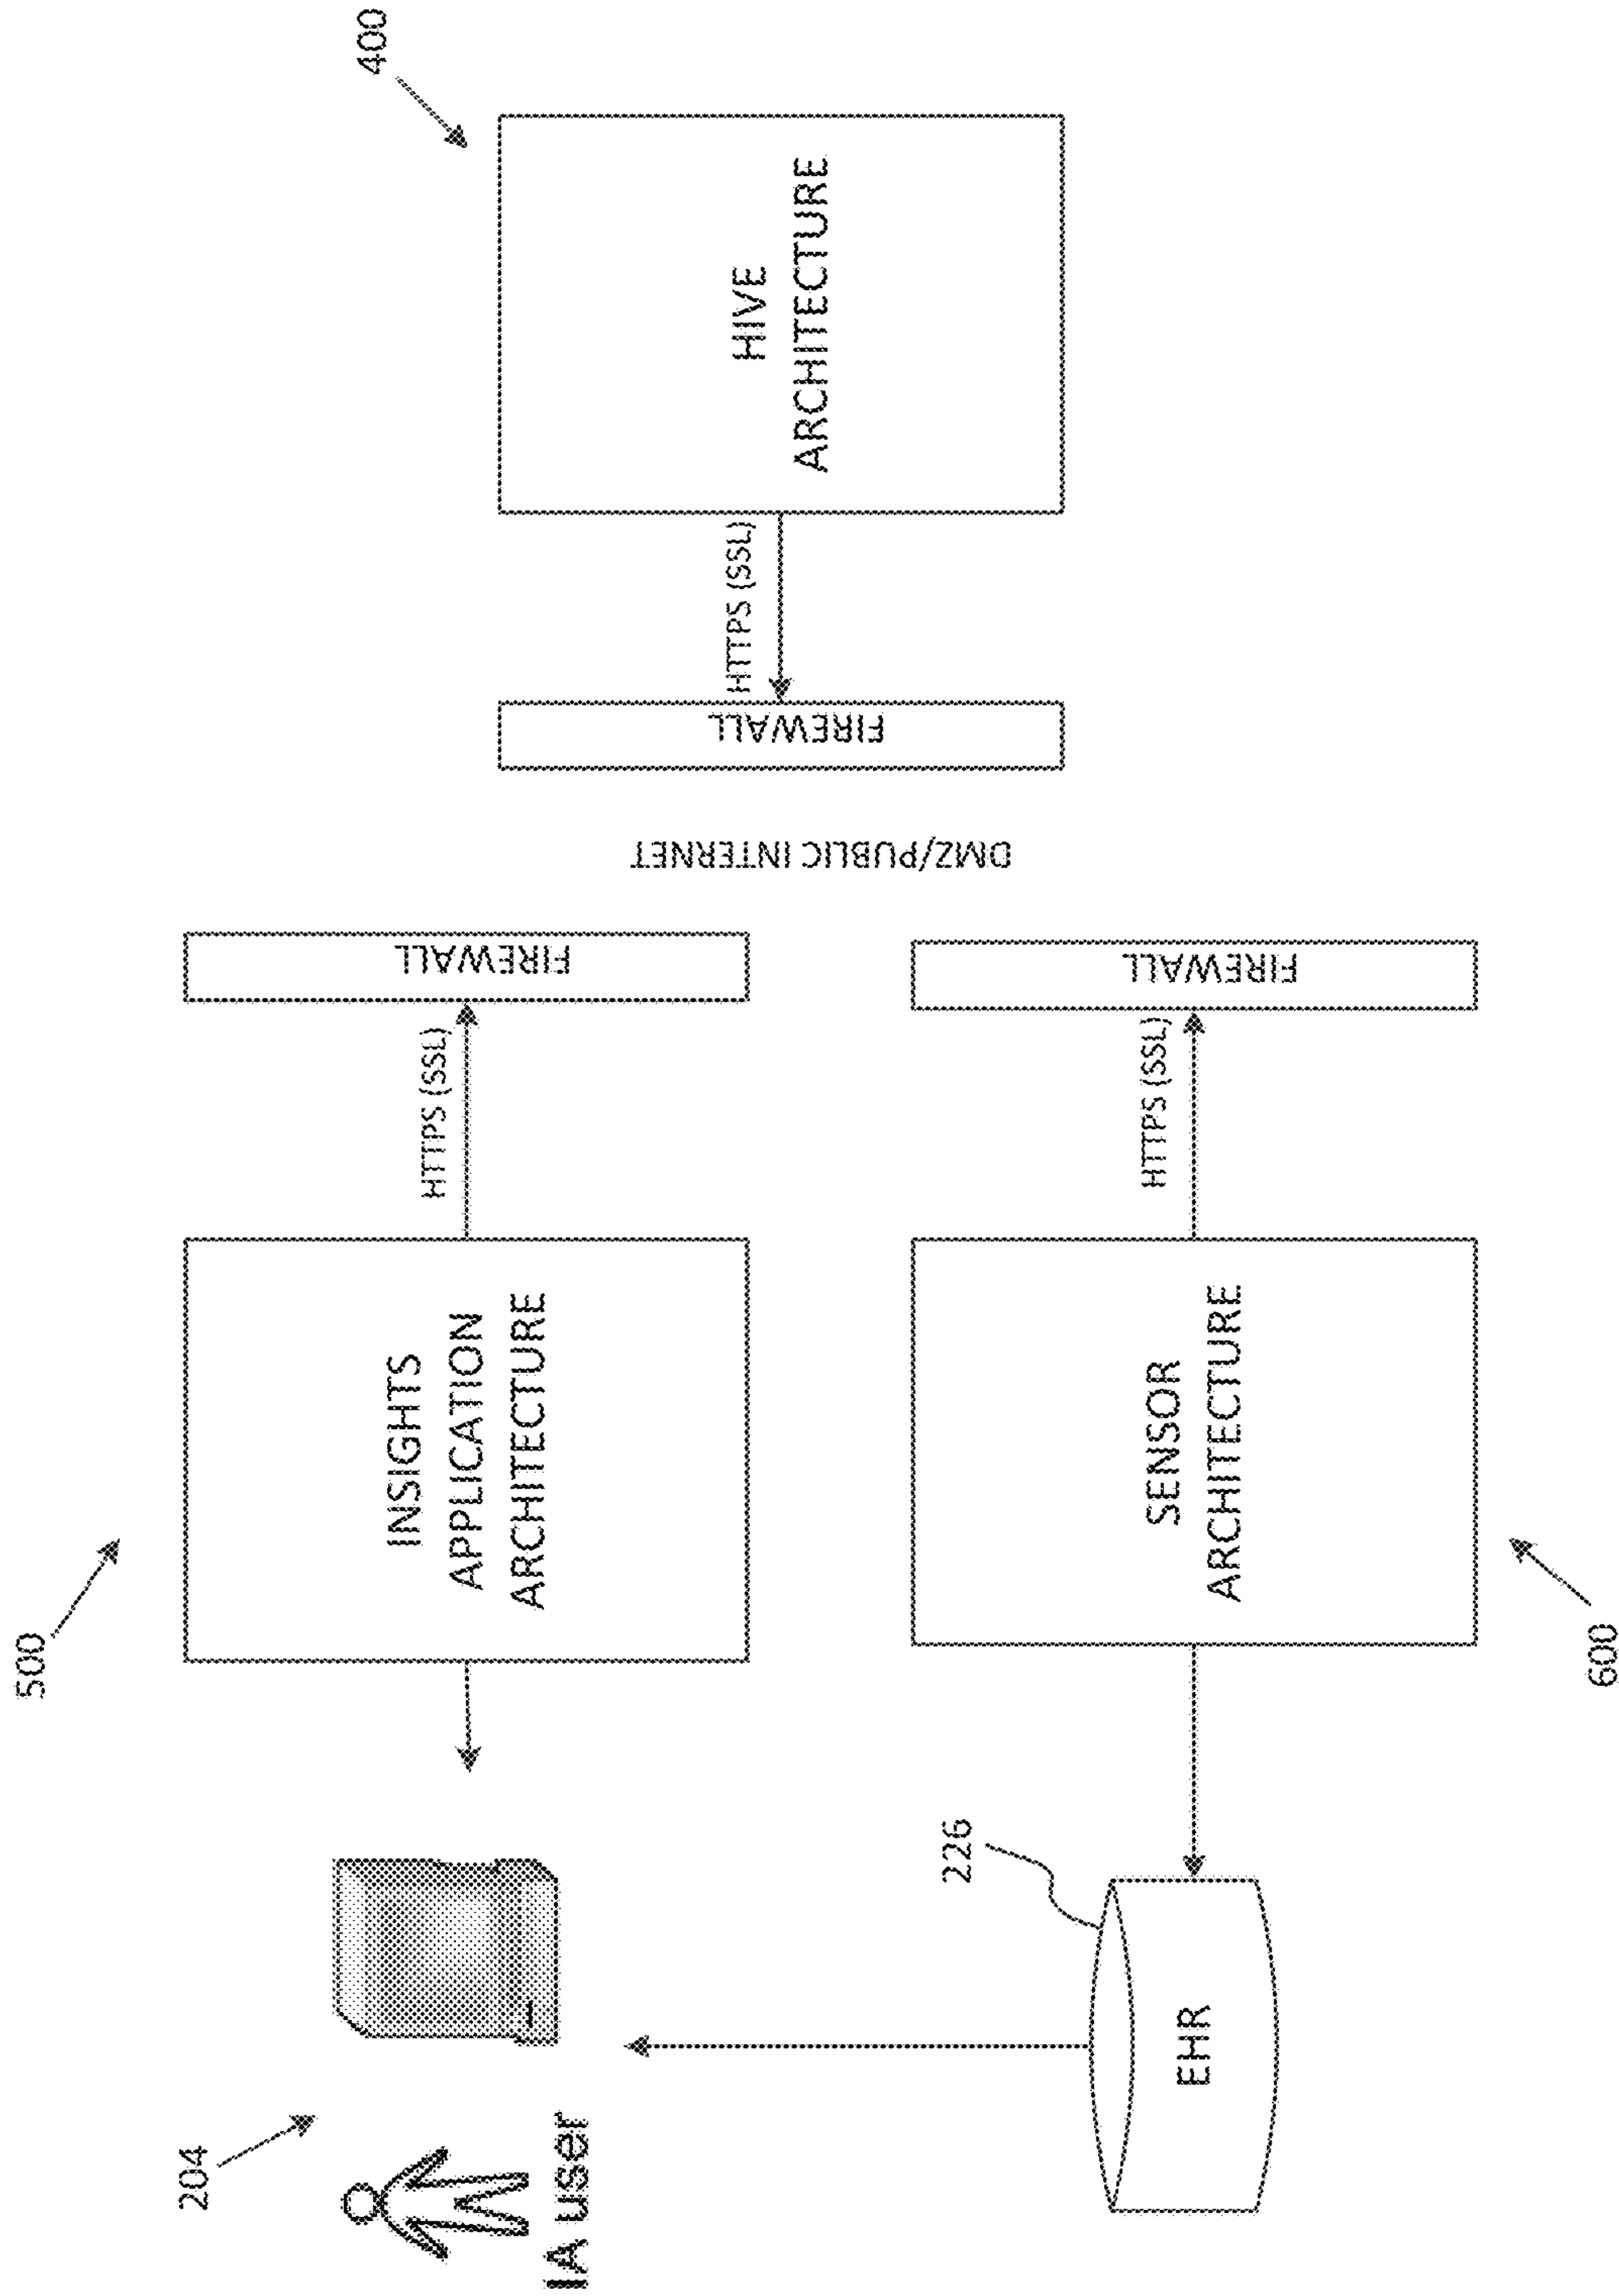 204
IA user
500
INSIGHTS
APPLICATION
ARCHITECTURE
HTTPS (SSL)
FIREWALL
DMZ/PUBLIC INTERNET
FIREWALL
HTTPS (SSL)
400
HIVE
ARCHITECTURE
226
EHR
SENSOR
ARCHITECTURE
600
HTTPS (SSL)
FIREWALL